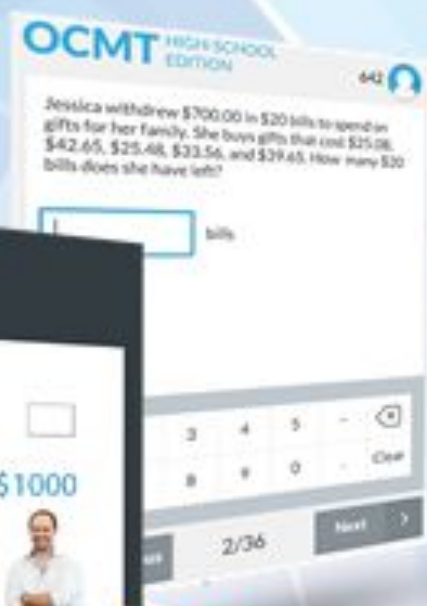 OCMT HIGH SCHOOL
EDITION
642
Jessica withdrew $700.00 in $20 bills to spend on
gifts for her family. She buys gifts that cost $25.08,
$42.65, $25.48, $33.56, and $39.65. How many $20
bills does she have left?
bills
3 4 5 -
8 9 0 . Clear
2/36 Next >
$1000